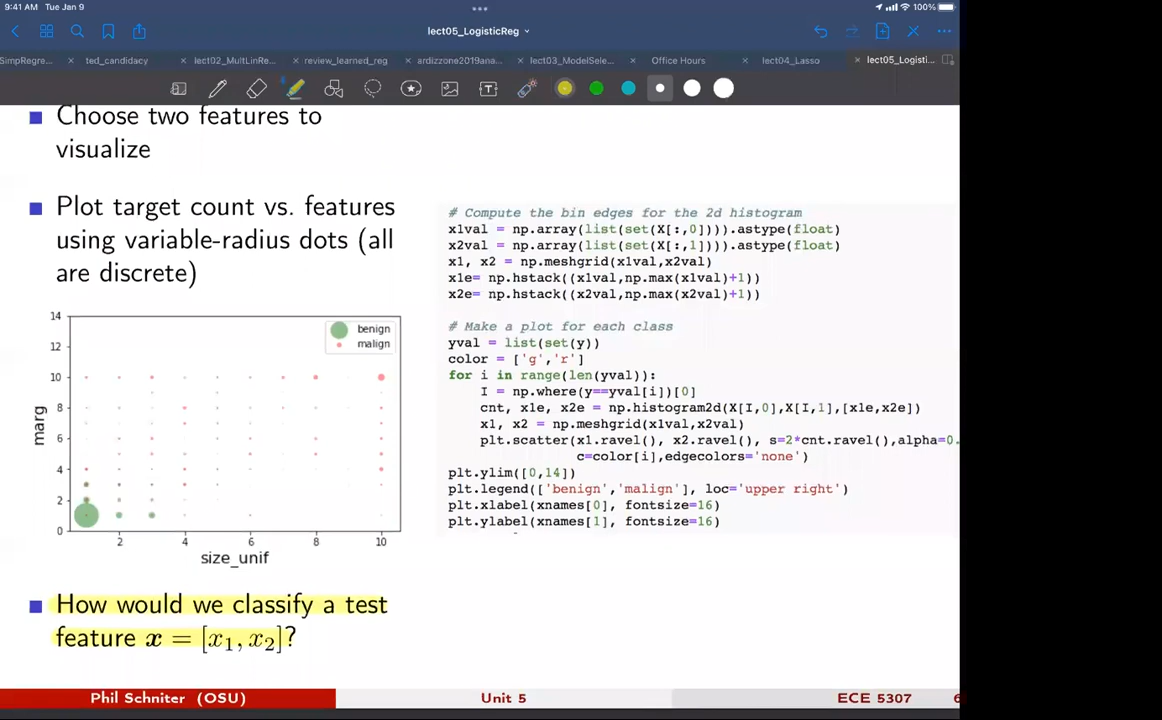 9:41 AM Tue Jan 9
100%
lect05_LogisticReg
SimpRegre...
ted_candidacy
lect02_MultLinRe...
review_learned_reg
ardizzone2019ana...
lect03_ModelSele...
Office Hours
lect04_Lasso
lect05_Logisti...
Choose two features to
visualize
Plot target count vs. features
using variable-radius dots (all
are discrete)
# Compute the bin edges for the 2d histogram
x1val = np.array(list(set(X[:,0]))).astype(float)
x2val = np.array(list(set(X[:,1]))).astype(float)
x1, x2 = np.meshgrid(x1val,x2val)
x1e= np.hstack((x1val,np.max(x1val)+1))
x2e= np.hstack((x2val,np.max(x2val)+1))
# Make a plot for each class
yval = list(set(y))
color = ['g','r']
for i in range(len(yval)):
I = np.where(y==yval[i])[0]
cnt, x1e, x2e = np.histogram2d(X[I,0],X[I,1],[x1e,x2e])
x1, x2 = np.meshgrid(x1val,x2val)
plt.scatter(x1.ravel(), x2.ravel(), s=2*cnt.ravel(),alpha=0.
c=color[i],edgecolors='none')
plt.ylim([0,14])
plt.legend(['benign','malign'], loc='upper right')
plt.xlabel(xnames[0], fontsize=16)
plt.ylabel(xnames[1], fontsize=16)
benign
malign
14
12
10
8
6
4
2
0
marg
2 4 6 8 10
size_unif
How would we classify a test
feature x = [x₁, x₂]?
Phil Schniter (OSU) Unit 5 ECE 5307